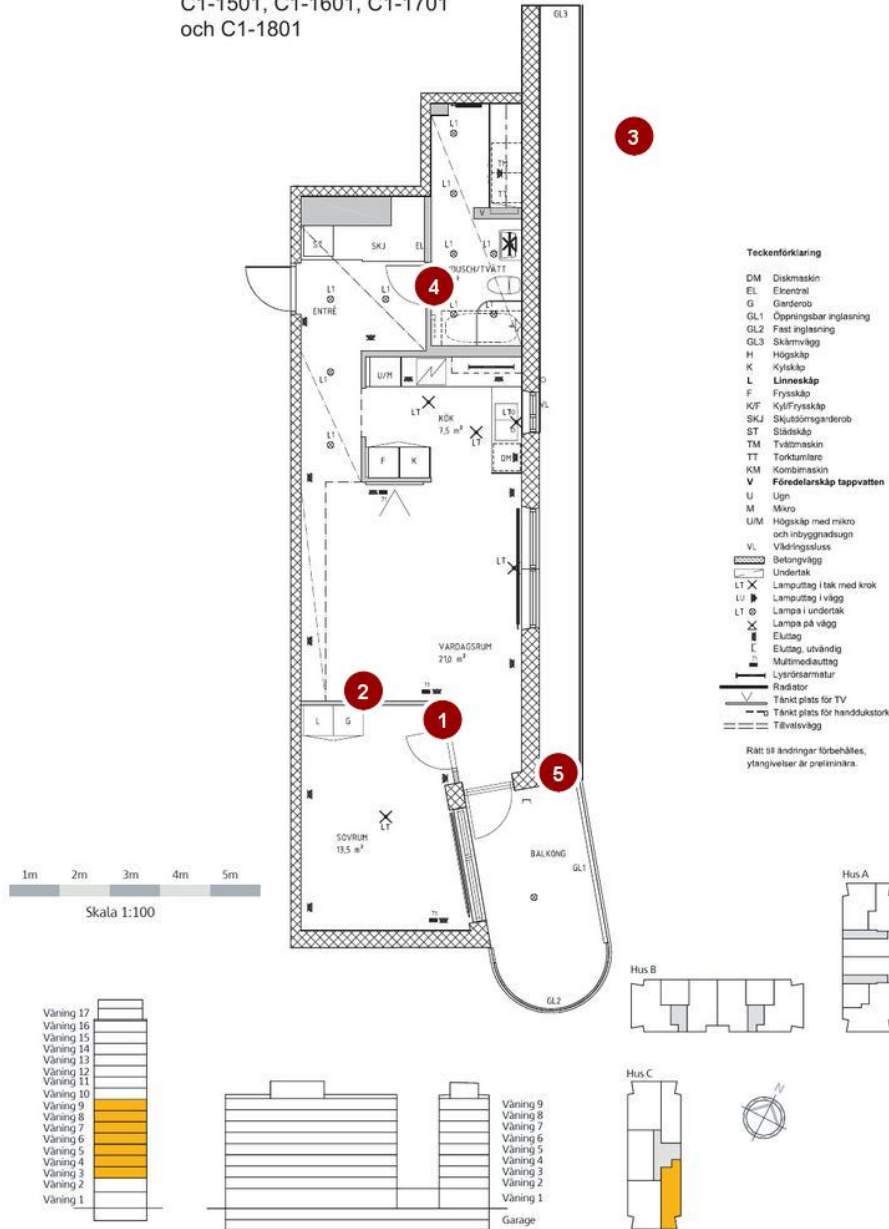 C1-1501, C1-1601, C1-1701
och C1-1801
GL3
3
L1
L1
TM
TT
V
ST
SKJ
EL
L1
L1
DUSCH/TVÄTT
4
L1
L1
L1
L1
ENTRÉ
L1
U/M
VL
LT
KÖK
7,5 m²
LT
LT
L1
F
K
DM
T1
LT
VARDAGSRUM
21,0 m²
T1
2
1
L
G
5
LT
SOVRUM
13,5 m²
BALKONG
GL1
T1
GL2
Teckenförklaring
DM Diskmaskin
EL Elcentral
G Garderob
GL1 Öppningsbar inglasning
GL2 Fast inglasning
GL3 Skärmvägg
H Högskåp
K Kylskåp
L Linneskåp
F Frysskåp
K/F Kyl/Frysskåp
SKJ Skjutdörrsgarderob
ST Städskåp
TM Tvättmaskin
TT Torktumlare
KM Kombimaskin
V Föredelarskåp tappvatten
U Ugn
M Mikro
U/M Högskåp med mikro
och inbyggnadsugn
VL Vädringssluss
Betongvägg
Undertak
LT Lamputtag i tak med krok
LU Lamputtag i vägg
LT Lampa i undertak
Lampa på vägg
Eluttag
Eluttag, utvändig
T1 Multimediauttag
Lysrörsarmatur
Radiator
Tänkt plats för TV
Tänkt plats för handdukstork
Tillvalsvägg
Rätt till ändringar förbehålles,
ytangivelser är preliminära.
1m 2m 3m 4m 5m
Skala 1:100
Hus A
Hus B
Hus C
N
Våning 17
Våning 16
Våning 15
Våning 14
Våning 13
Våning 12
Våning 11
Våning 10
Våning 9
Våning 8
Våning 7
Våning 6
Våning 5
Våning 4
Våning 3
Våning 2
Våning 1
Våning 9
Våning 8
Våning 7
Våning 6
Våning 5
Våning 4
Våning 3
Våning 2
Våning 1
Garage